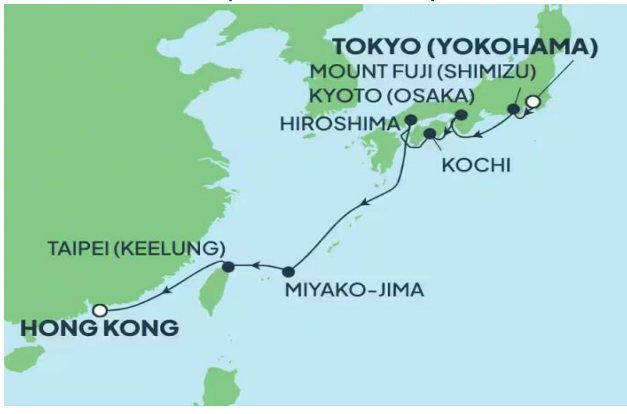 TOKYO (YOKOHAMA)
MOUNT FUJI (SHIMIZU)
KYOTO (OSAKA)
HIROSHIMA
KOCHI
TAIPEI (KEELUNG)
MIYAKO-JIMA
HONG KONG